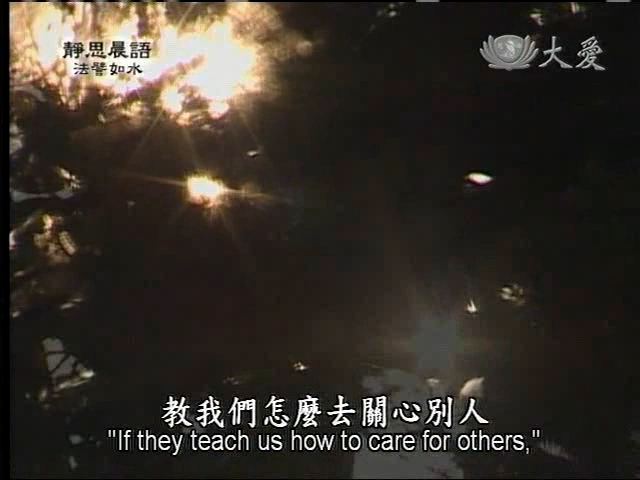 靜思晨語
法譬如水
大愛
教我們怎麼去關心別人
"If they teach us how to care for others,"